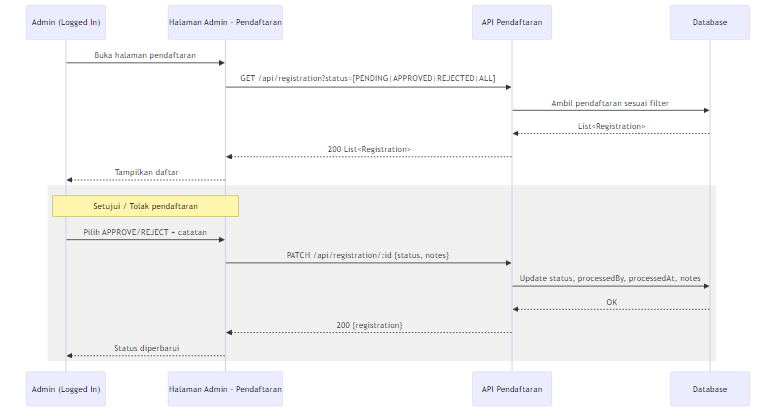 Admin (Logged In)
Halaman Admin - Pendaftaran
API Pendaftaran
Database
Buka halaman pendaftaran
GET /api/registration?status=[PENDING|APPROVED|REJECTED|ALL]
Ambil pendaftaran sesuai filter
List<Registration>
200 List<Registration>
Tampilkan daftar
Setujui / Tolak pendaftaran
Pilih APPROVE/REJECT + catatan
PATCH /api/registration/:id {status, notes}
Update status, processedBy, processedAt, notes
OK
200 {registration}
Status diperbarui
Admin (Logged In)
Halaman Admin - Pendaftaran
API Pendaftaran
Database